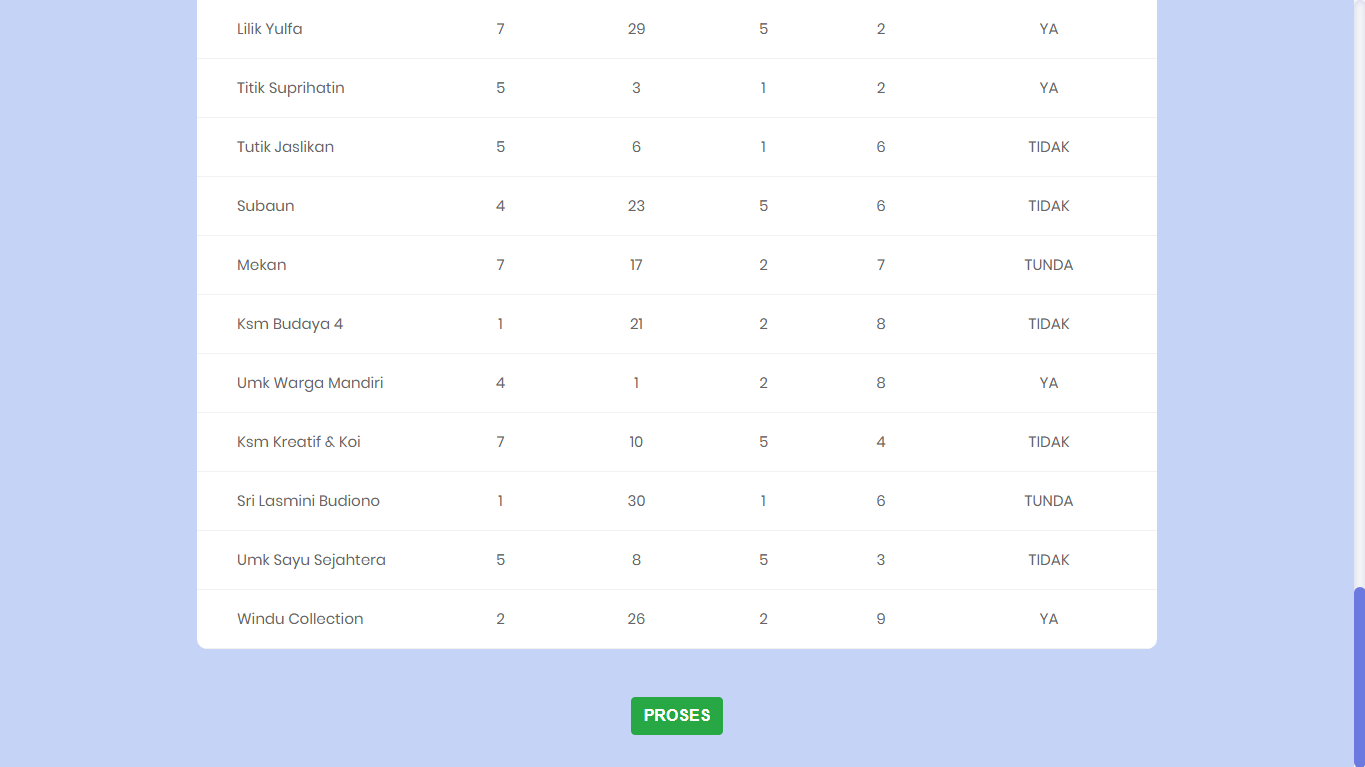 Lilik Yulfa 7 29 5 2 YA
Titik Suprihatin 5 3 1 2 YA
Tutik Jaslikan 5 6 1 6 TIDAK
Subaun 4 23 5 6 TIDAK
Mekan 7 17 2 7 TUNDA
Ksm Budaya 4 1 21 2 8 TIDAK
Umk Warga Mandiri 4 1 2 8 YA
Ksm Kreatif & Koi 7 10 5 4 TIDAK
Sri Lasmini Budiono 1 30 1 6 TUNDA
Umk Sayu Sejahtera 5 8 5 3 TIDAK
Windu Collection 2 26 2 9 YA
PROSES